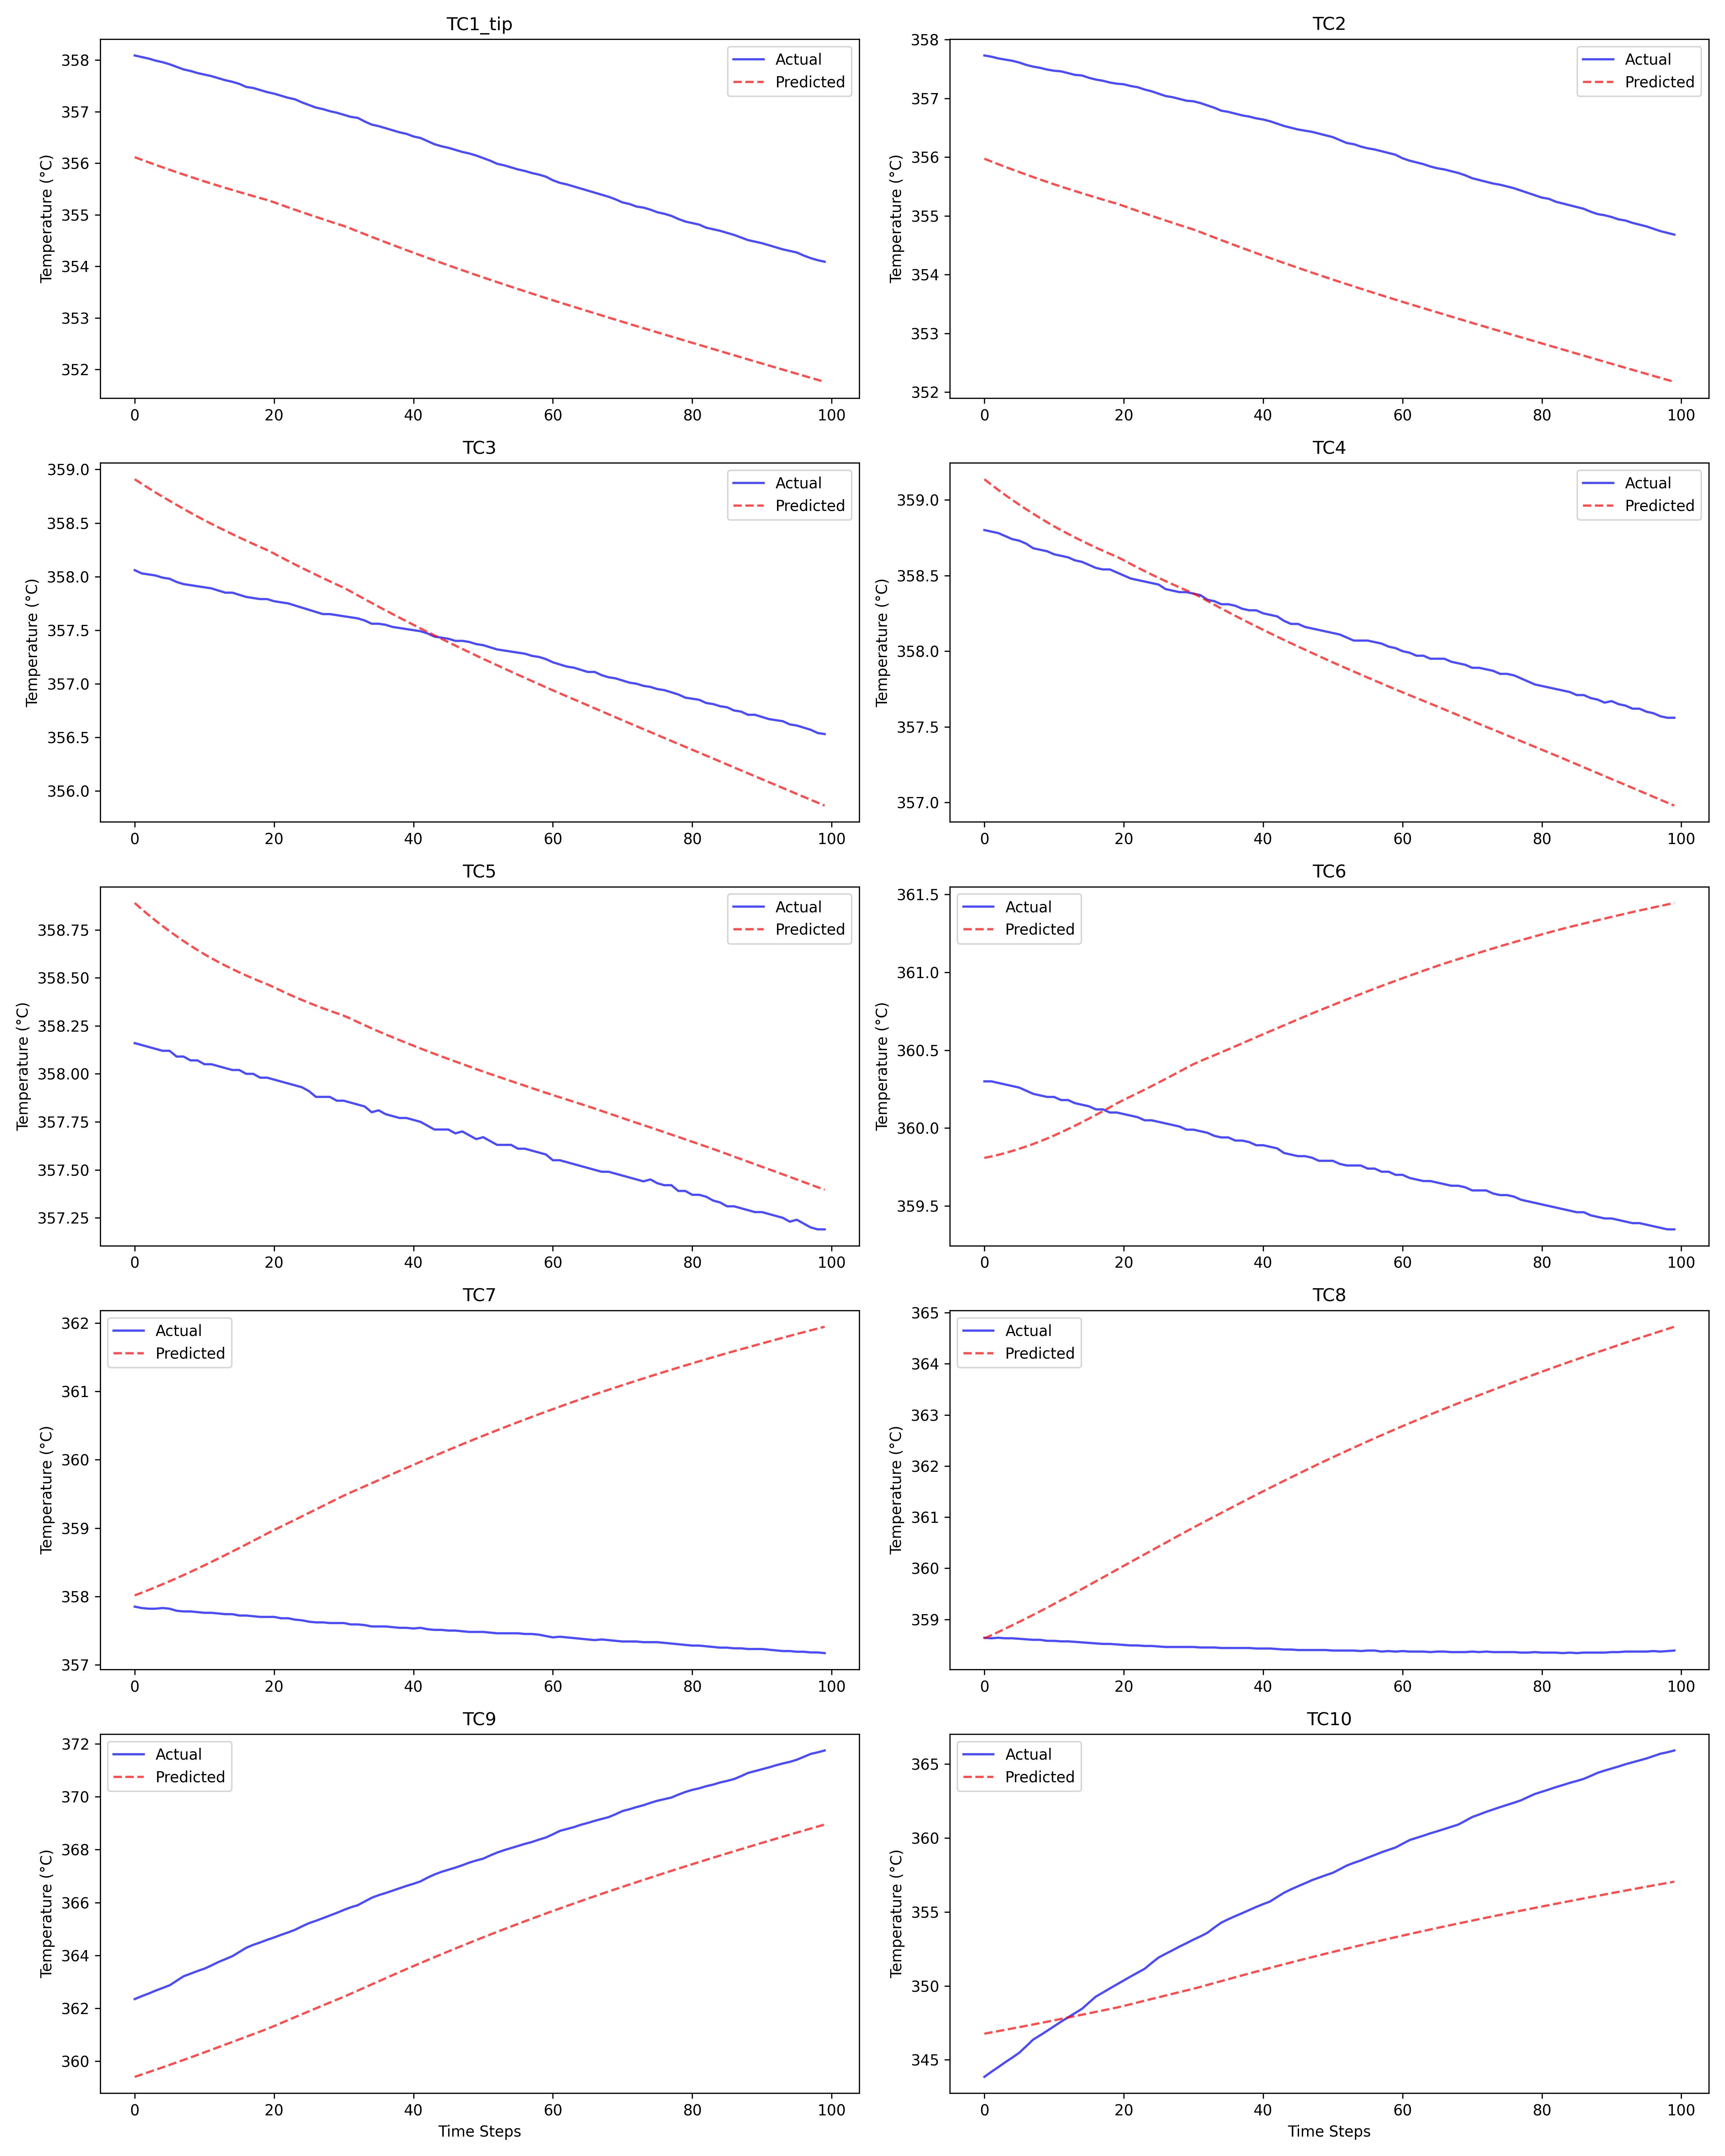 TC1_tip
Temperature (°C)
358
357
356
355
354
353
352
0 20 40 60 80 100
Actual
Predicted
TC2
Temperature (°C)
358
357
356
355
354
353
352
0 20 40 60 80 100
Actual
Predicted
TC3
Temperature (°C)
359.0
358.5
358.0
357.5
357.0
356.5
356.0
0 20 40 60 80 100
Actual
Predicted
TC4
Temperature (°C)
359.0
358.5
358.0
357.5
357.0
0 20 40 60 80 100
Actual
Predicted
TC5
Temperature (°C)
358.75
358.50
358.25
358.00
357.75
357.50
357.25
0 20 40 60 80 100
Actual
Predicted
TC6
Temperature (°C)
361.5
361.0
360.5
360.0
359.5
0 20 40 60 80 100
Actual
Predicted
TC7
Temperature (°C)
362
361
360
359
358
357
0 20 40 60 80 100
Actual
Predicted
TC8
Temperature (°C)
365
364
363
362
361
360
359
0 20 40 60 80 100
Actual
Predicted
TC9
Temperature (°C)
372
370
368
366
364
362
360
0 20 40 60 80 100
Time Steps
Actual
Predicted
TC10
Temperature (°C)
365
360
355
350
345
0 20 40 60 80 100
Time Steps
Actual
Predicted